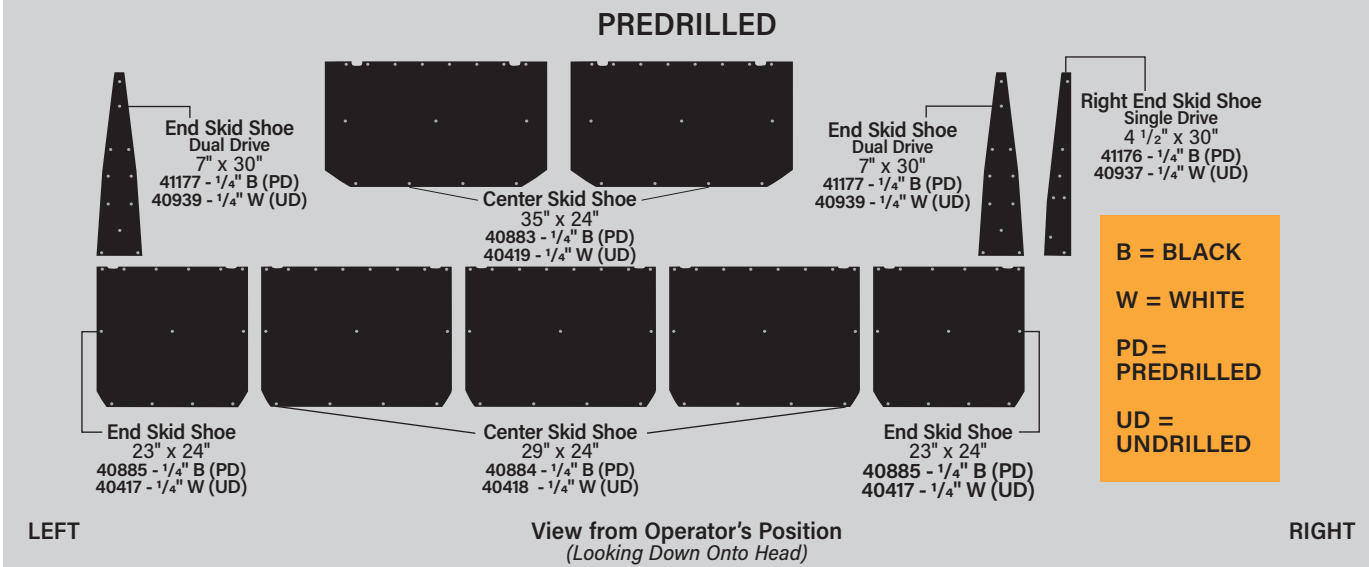 PREDRILLED
End Skid Shoe
Dual Drive
7" x 30"
41177 - 1/4" B (PD)
40939 - 1/4" W (UD)
Center Skid Shoe
35" x 24"
40883 - 1/4" B (PD)
40419 - 1/4" W (UD)
End Skid Shoe
Dual Drive
7" x 30"
41177 - 1/4" B (PD)
40939 - 1/4" W (UD)
Right End Skid Shoe
Single Drive
4 1/2" x 30"
41176 - 1/4" B (PD)
40937 - 1/4" W (UD)
B = BLACK
W = WHITE
PD=
PREDRILLED
UD =
UNDRILLED
End Skid Shoe
23" x 24"
40885 - 1/4" B (PD)
40417 - 1/4" W (UD)
Center Skid Shoe
29" x 24"
40884 - 1/4" B (PD)
40418 - 1/4" W (UD)
End Skid Shoe
23" x 24"
40885 - 1/4" B (PD)
40417 - 1/4" W (UD)
LEFT
View from Operator's Position
(Looking Down Onto Head)
RIGHT